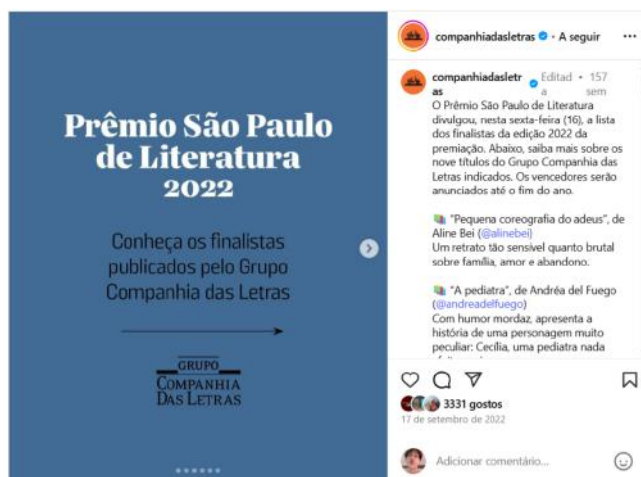 Prêmio São Paulo
de Literatura
2022
Conheça os finalistas
publicados pelo Grupo
Companhia das Letras
GRUPO
COMPANHIA
DAS LETRAS
companhiadasletras • A seguir
companhiadasletr
as
Editad
a
• 157
sem
O Prêmio São Paulo de Literatura
divulgou, nesta sexta-feira (16), a lista
dos finalistas da edição 2022 da
premiação. Abaixo, saiba mais sobre os
nove títulos do Grupo Companhia das
Letras indicados. Os vencedores serão
anunciados até o fim do ano.
📚 "Pequena coreografia do adeus", de
Aline Bei (@alinebei)
Um retrato tão sensível quanto brutal
sobre família, amor e abandono.
📚 "A pediatra", de Andréa del Fuego
(@andreadelfuego)
Com humor mordaz, apresenta a
história de uma personagem muito
peculiar: Cecília, uma pediatra nada
3331 gostos
17 de setembro de 2022
Adicionar comentário...